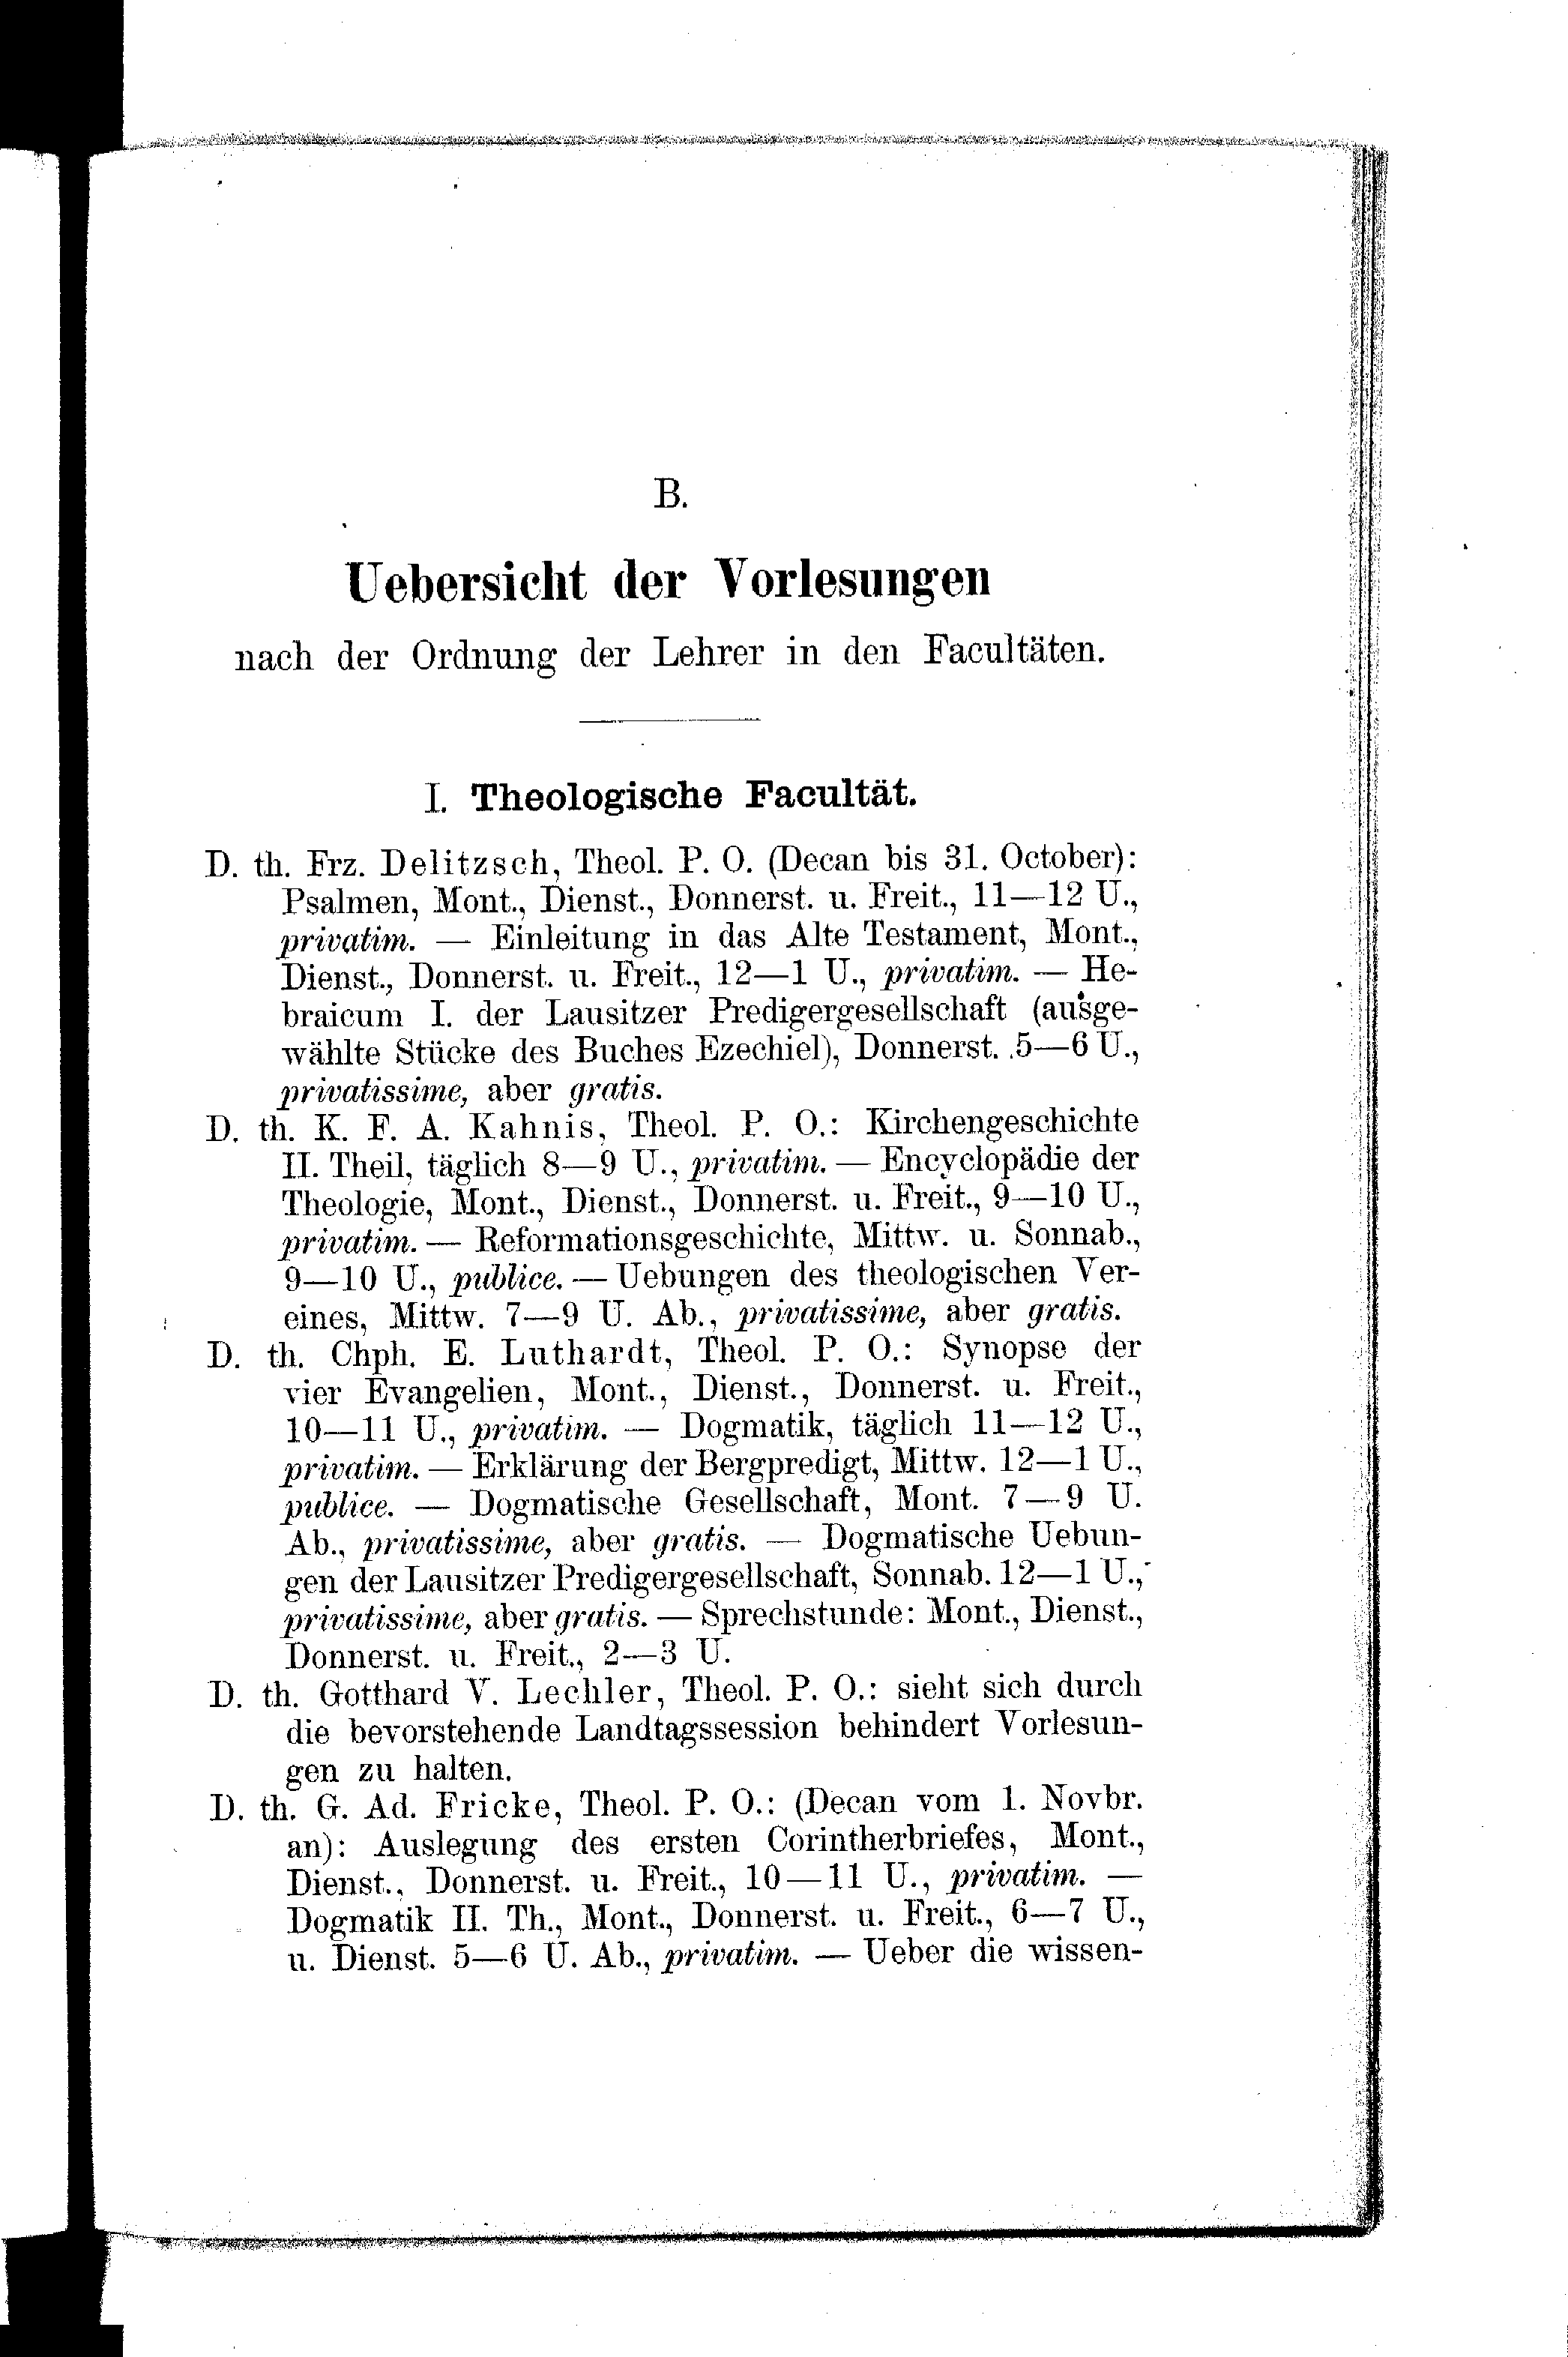 B.
Uebersicht der Vorlesungen
nach der Ordnung der Lehrer in den Facultäten.
I. Theologische Facultät.
D. th. Frz. Delitzsch, Theol. P. O. (Decan bis 31. October):
Psalmen, Mont., Dienst., Donnerst. u. Freit., 11—12 U.,
privatim. — Einleitung in das Alte Testament, Mont.,
Dienst., Donnerst. u. Freit., 12—1 U., privatim. — He-
braicum I. der Lausitzer Predigergesellschaft (ausge-
wählte Stücke des Buches Ezechiel), Donnerst. 5—6 U.,
privatissime, aber gratis.
D. th. K. F. A. Kahnis, Theol. P. O.: Kirchengeschichte
II. Theil, täglich 8—9 U., privatim. — Encyclopädie der
Theologie, Mont., Dienst., Donnerst. u. Freit., 9—10 U.,
privatim. — Reformationsgeschichte, Mittw. u. Sonnab.,
9—10 U., publice. — Uebungen des theologischen Ver-
eines, Mittw. 7—9 U. Ab., privatissime, aber gratis.
D. th. Chph. E. Luthardt, Theol. P. O.: Synopse der
vier Evangelien, Mont., Dienst., Donnerst. u. Freit.,
10—11 U., privatim. — Dogmatik, täglich 11—12 U.,
privatim. — Erklärung der Bergpredigt, Mittw. 12—1 U.,
publice. — Dogmatische Gesellschaft, Mont. 7—9 U.
Ab., privatissime, aber gratis. — Dogmatische Uebun-
gen der Lausitzer Predigergesellschaft, Sonnab. 12—1 U.,
privatissime, aber gratis. — Sprechstunde: Mont., Dienst.,
Donnerst. u. Freit., 2—3 U.
D. th. Gotthard V. Lechler, Theol. P. O.: sieht sich durch
die bevorstehende Landtagssession behindert Vorlesun-
gen zu halten.
D. th. G. Ad. Fricke, Theol. P. O.: (Decan vom 1. Novbr.
an): Auslegung des ersten Corintherbriefes, Mont.,
Dienst., Donnerst. u. Freit., 10—11 U., privatim. —
Dogmatik II. Th., Mont., Donnerst. u. Freit., 6—7 U.,
u. Dienst. 5—6 U. Ab., privatim. — Ueber die wissen-